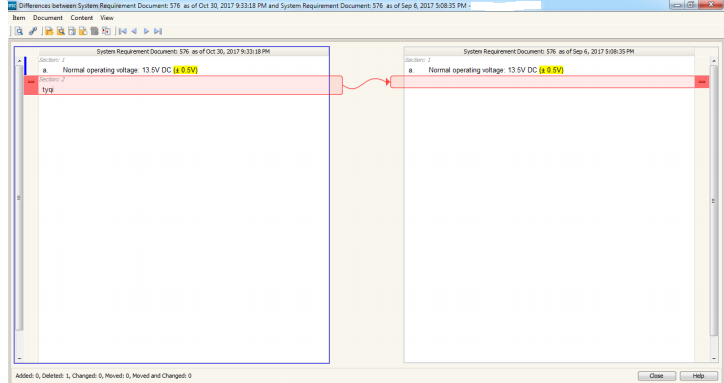 Differences between System Requirement Document: 576 as of Oct 30, 2017 9:33:18 PM and System Requirement Document: 576 as of Sep 6, 2017 5:08:35 PM -
Item Document Content View
System Requirement Document: 576 as of Oct 30, 2017 9:33:18 PM
System Requirement Document: 576 as of Sep 6, 2017 5:08:35 PM
Section: 1
Section: 1
a. Normal operating voltage: 13.5V DC (± 0.5V)
a. Normal operating voltage: 13.5V DC (± 0.5V)
Section: 2
tyqi
Added: 0, Deleted: 1, Changed: 0, Moved: 0, Moved and Changed: 0
Close Help